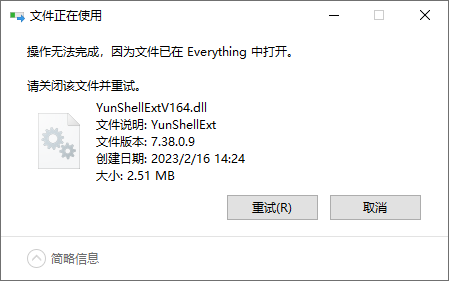 文件正在使用
操作无法完成，因为文件已在 Everything 中打开。
请关闭该文件并重试。
YunShellExtV164.dll
文件说明: YunShellExt
文件版本: 7.38.0.9
创建日期: 2023/2/16 14:24
大小: 2.51 MB
重试(R)
取消
简略信息